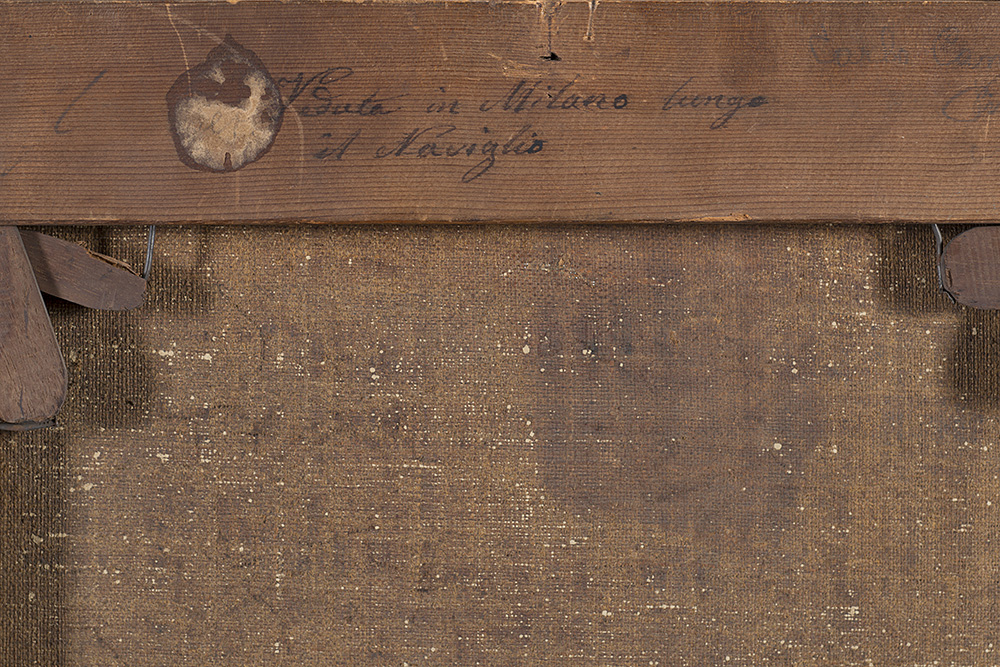 Veduta in Milano lungo
il Naviglio